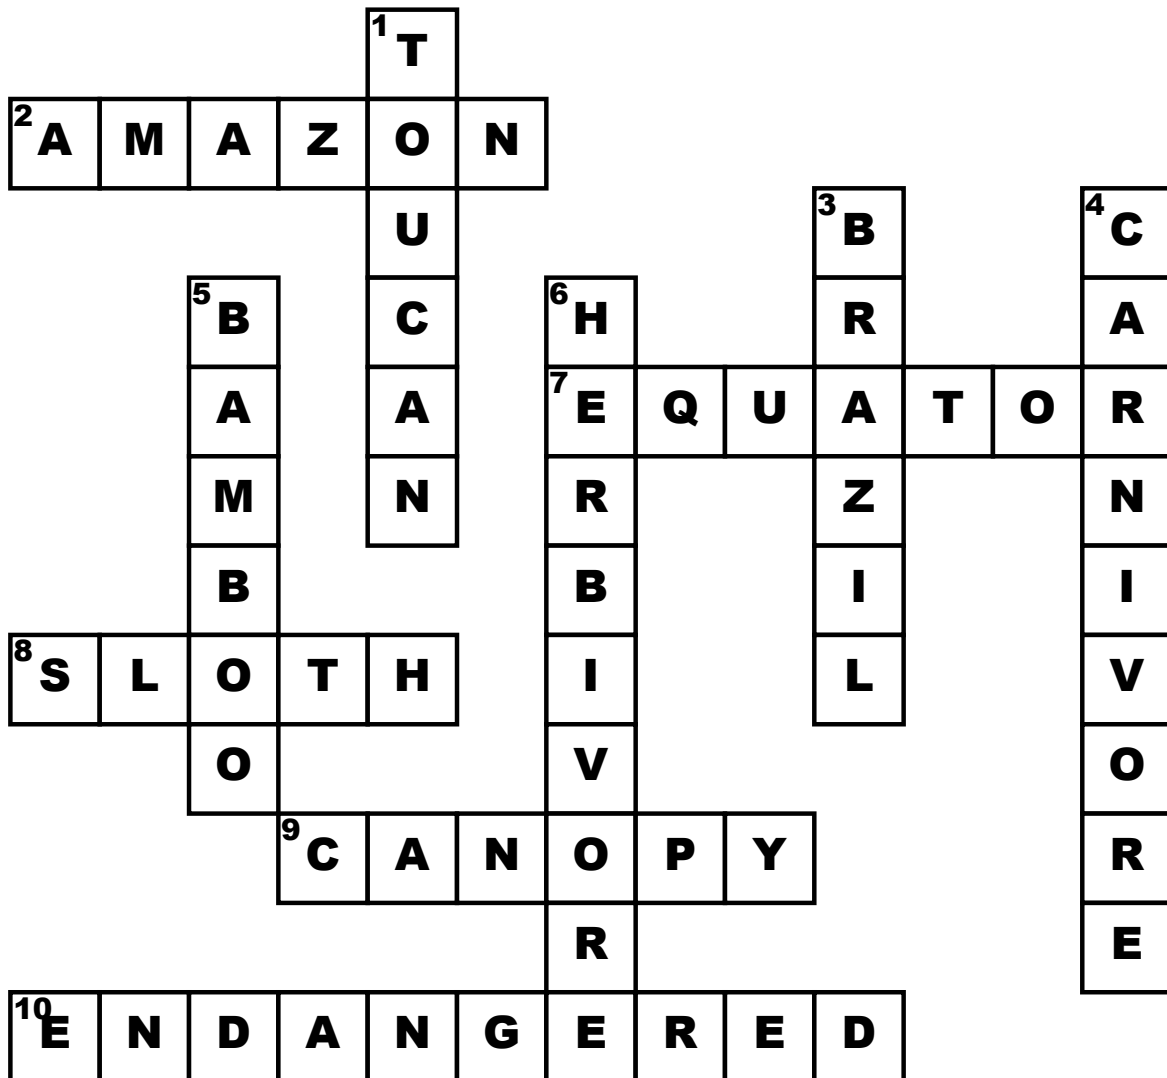 1 T
2 A M A Z O N
U 3 B 4 C
5 B C 6 H R A
A A 7 E Q U A T O R
M N R Z N
B B I I
8 S L O T H I L V
O V O
9 C A N O P Y R
R E
10 E N D A N G E R E D